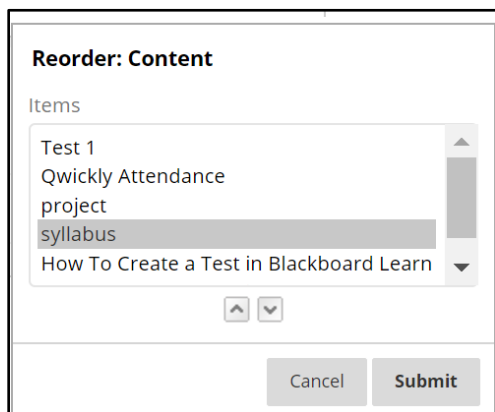 Reorder: Content
Items
Test 1
Qwickly Attendance
project
syllabus
How To Create a Test in Blackboard Learn
Cancel Submit